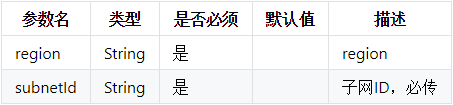 参数名 类型 是否必须 默认值 描述
region String 是 region
subnetId String 是 子网ID，必传